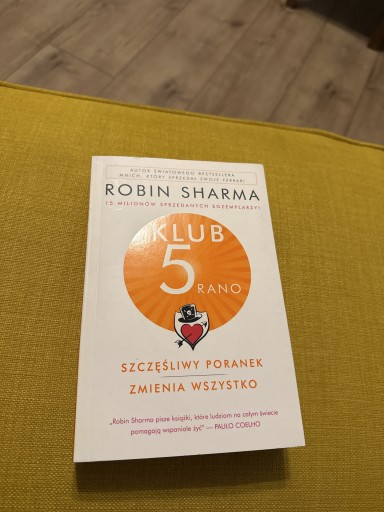 AUTOR ŚWIATOWEGO BESTSELLERA
MNICH, KTÓRY SPRZEDAŁ SWOJE FERRARI
ROBIN SHARMA
15 MILIONÓW SPRZEDANYCH EGZEMPLARZY!
KLUB
5
RANO
SZCZĘŚLIWY PORANEK
ZMIENIA WSZYSTKO
„Robin Sharma pisze książki, które ludziom na całym świecie
pomagają wspaniale żyć” — PAULO COELHO